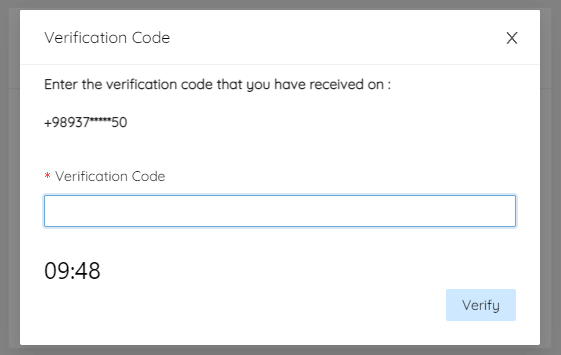 Verification Code
Enter the verification code that you have received on :
+98937*****50
* Verification Code
09:48
Verify